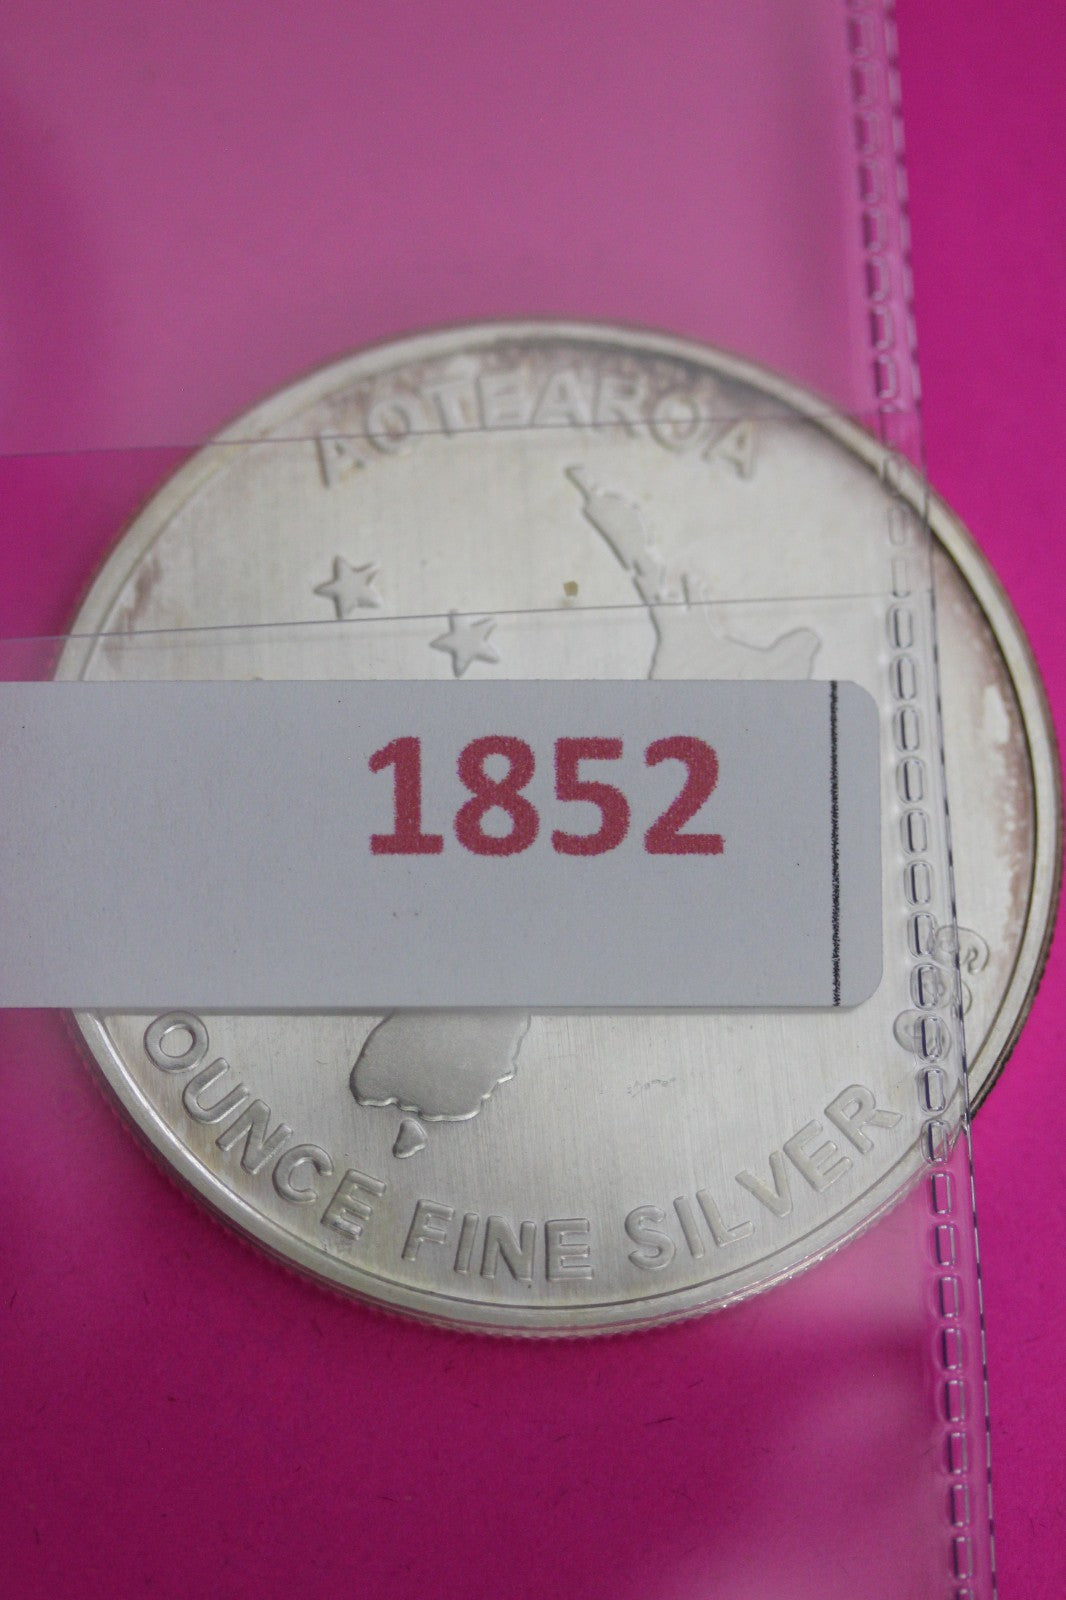 AOTEAROA
1852
OUNCE FINE SILVER